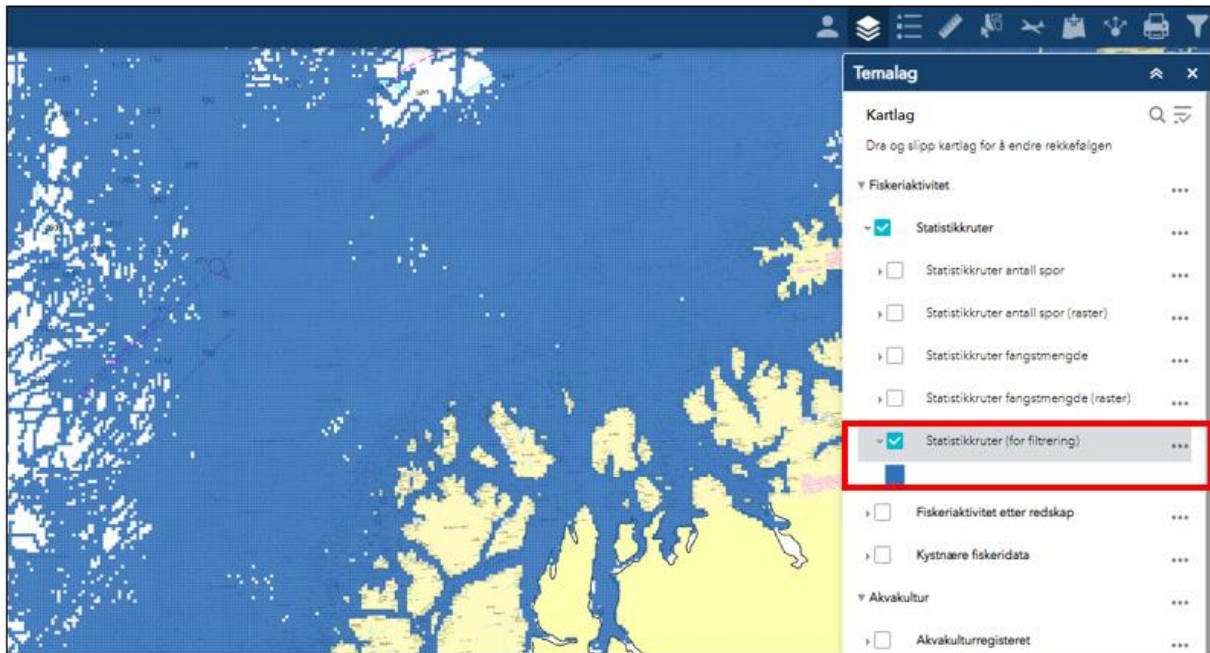 Temalag
Kartlag
Dra og slipp kartlag for å endre rekkefølgen
Fiskeriaktivitet
Statistikkruter
Statistikkruter antall spor
Statistikkruter antall spor (raster)
Statistikkruter fangstmengde
Statistikkruter fangstmengde (raster)
Statistikkruter (for filtrering)
Fiskeriaktivitet etter redskap
Kystnære fiskeridata
Akvakultur
Akvakulturregisteret